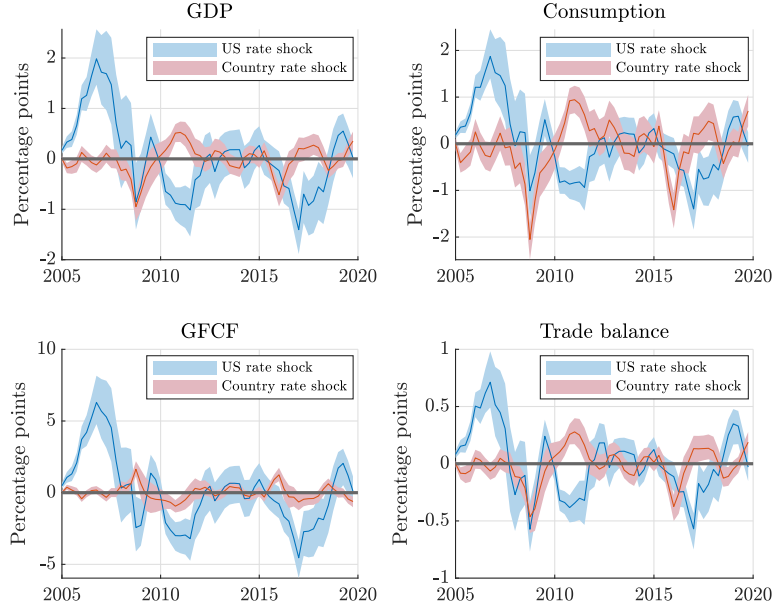 GDP
Percentage points
2
1
0
-1
-2
2005 2010 2015 2020
US rate shock
Country rate shock
Consumption
Percentage points
2
1
0
-1
-2
2005 2010 2015 2020
US rate shock
Country rate shock
GFCF
Percentage points
10
5
0
-5
2005 2010 2015 2020
US rate shock
Country rate shock
Trade balance
Percentage points
1
0.5
0
-0.5
-1
2005 2010 2015 2020
US rate shock
Country rate shock